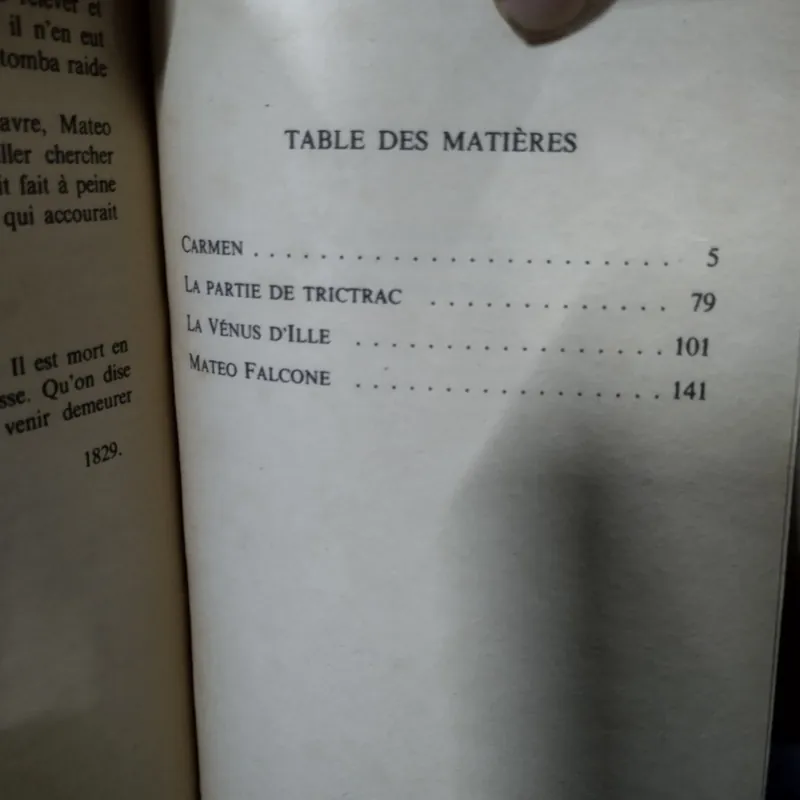 relever et
il n'en eut
tomba raide
avre, Mateo
ller chercher
it fait à peine
qui accourait
Il est mort en
sse. Qu'on dise
venir demeurer
1829.
TABLE DES MATIÈRES
CARMEN . . . . . . . . . . . . . . . . . . . . . . . . . 5
LA PARTIE DE TRICTRAC . . . . . . . . . . . . . . 79
LA VÉNUS D'ILLE . . . . . . . . . . . . . . . . . . 101
MATEO FALCONE . . . . . . . . . . . . . . . . . . 141